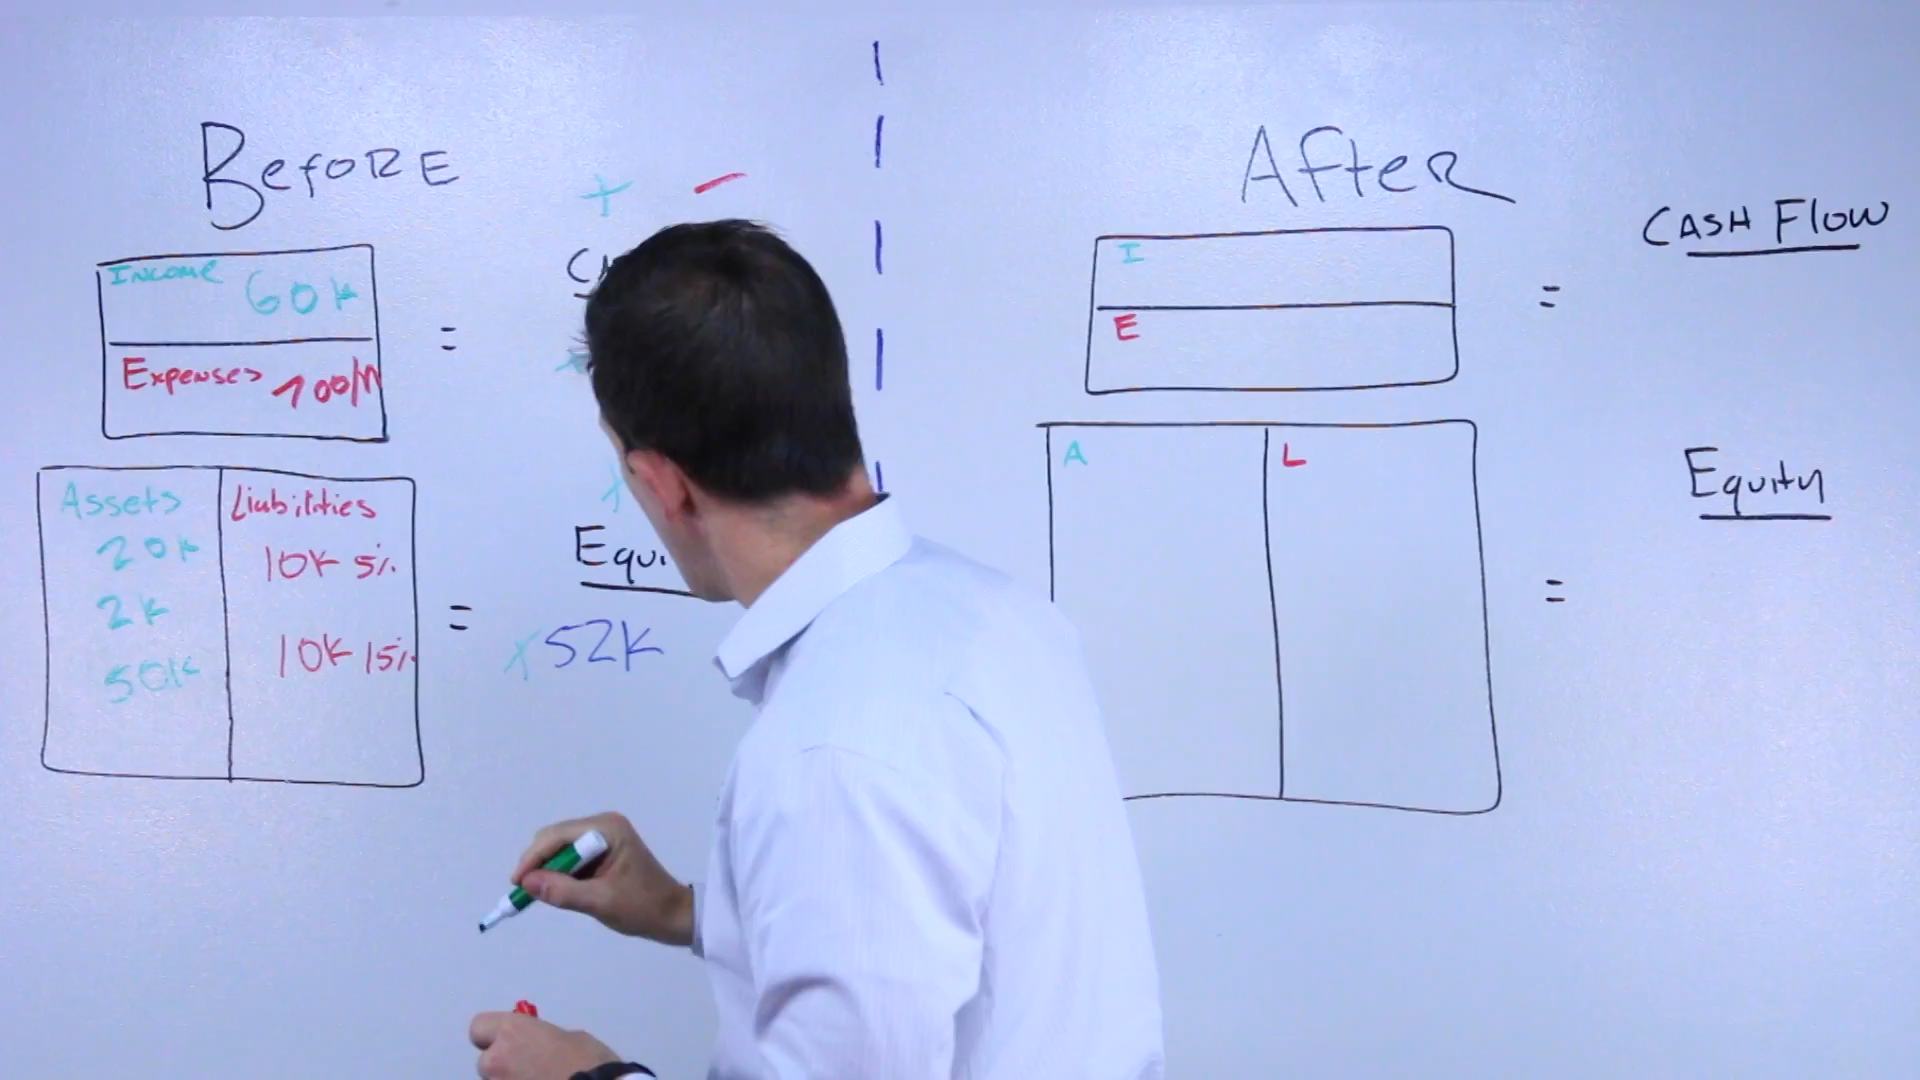 BefORE
+ −
INCOME 60K
=
Expenses 100/M
Assets Liabilities
20K 10K 5%
2K
50K 10K 15%
=
+
Equi
+52K
AfteR
CASH Flow
I
=
E
A L
Equity
=